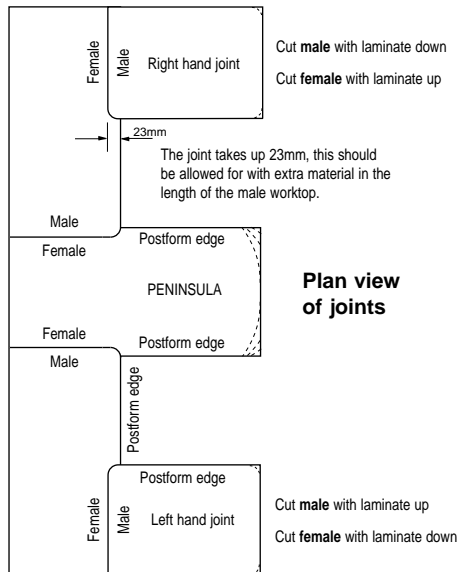 Female
Male
Right hand joint
Cut male with laminate down
Cut female with laminate up
23mm
The joint takes up 23mm, this should
be allowed for with extra material in the
length of the male worktop.
Male
Female
Postform edge
PENINSULA
Plan view
of joints
Female
Male
Postform edge
Postform edge
Postform edge
Female
Male
Left hand joint
Cut male with laminate up
Cut female with laminate down